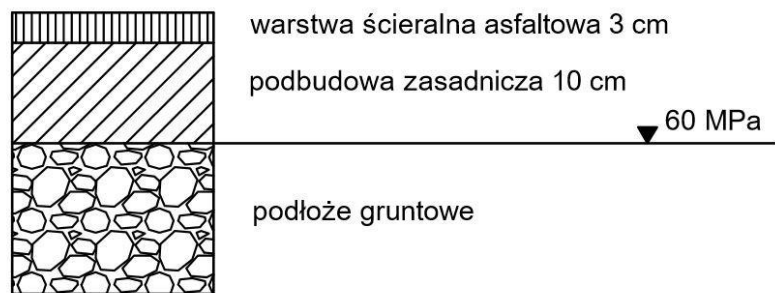 warstwa ścieralna asfaltowa 3 cm
podbudowa zasadnicza 10 cm
60 MPa
podłoże gruntowe